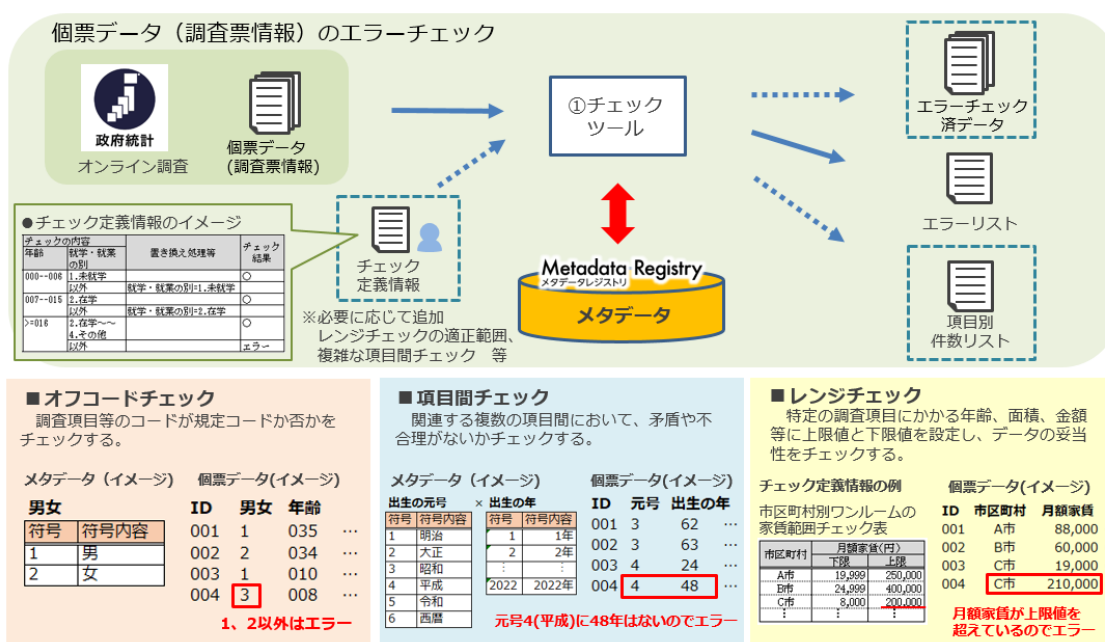 個票データ（調査票情報）のエラーチェック
政府統計
オンライン調査
個票データ
(調査票情報)
①チェック
ツール
エラーチェック
済データ
エラーリスト
項目別
件数リスト
●チェック定義情報のイメージ
チェックの内容 置き換え処理等 チェック結果
年齢 就学・就業の別
000--006 1.未就学 ○
以外 就学・就業の別=1.未就学
007--015 2.在学 ○
以外 就学・就業の別=2.在学
>=016 2.在学～～ ○
4.その他
以外 エラー
チェック
定義情報
※必要に応じて追加
レンジチェックの適正範囲、
複雑な項目間チェック　等
Metadata Registry
メタデータレジストリ
メタデータ
■オフコードチェック
調査項目等のコードが規定コードか否かを
チェックする。
メタデータ（イメージ） 個票データ(イメージ)
男女
符号 符号内容
1 男
2 女
ID 男女 年齢
001 1 035 …
002 2 034 …
003 1 010 …
004 3 008 …
1、2以外はエラー
■項目間チェック
関連する複数の項目間において、矛盾や不
合理がないかチェックする。
メタデータ（イメージ） 個票データ(イメージ)
出生の元号 × 出生の年
符号 符号内容
1 明治
2 大正
3 昭和
4 平成
5 令和
6 西暦
符号 符号内容
1 1年
2 2年
⋮ ⋮
2022 2022年
ID 元号 出生の年
001 3 62 …
002 3 63 …
003 4 24 …
004 4 48 …
元号4(平成)に48年はないのでエラー
■レンジチェック
特定の調査項目にかかる年齢、面積、金額
等に上限値と下限値を設定し、データの妥当
性をチェックする。
チェック定義情報の例 個票データ(イメージ)
市区町村別ワンルームの
家賃範囲チェック表
市区町村 月額家賃(円)
下限 上限
A市 19,999 250,000
B市 24,999 400,000
C市 8,000 200,000
⋮ ⋮ ⋮
ID 市区町村 月額家賃
001 A市 88,000
002 B市 60,000
003 C市 19,000
004 C市 210,000
月額家賃が上限値を
超えているのでエラー